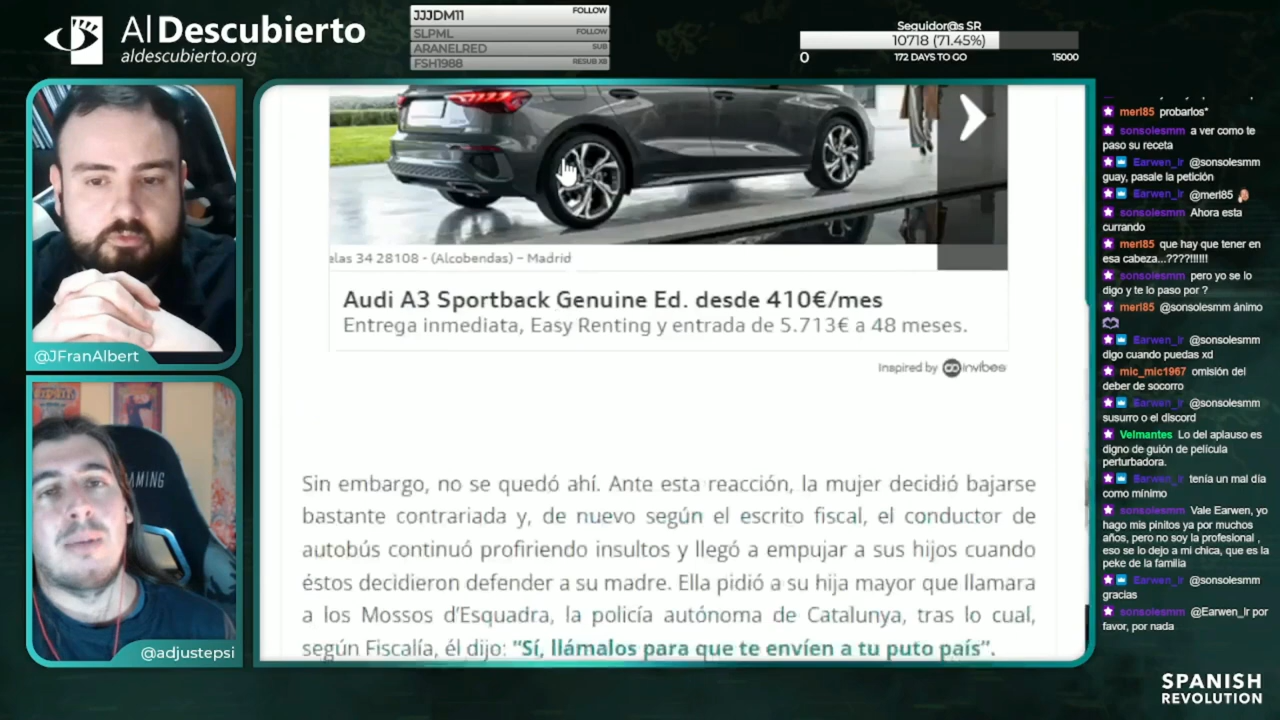 Al Descubierto
aldescubierto.org
JJJDM11 FOLLOW
SLPML FOLLOW
ARANELRED SUB
FSH1988 RESUB X8
Seguidor@s SR
10718 (71.45%)
0 172 DAYS TO GO 15000
@JFranAlbert
AMING
@adjustepsi
elas 34 28108 - (Alcobendas) – Madrid
Audi A3 Sportback Genuine Ed. desde 410€/mes
Entrega inmediata, Easy Renting y entrada de 5.713€ a 48 meses.
Inspired by invibes
Sin embargo, no se quedó ahí. Ante esta reacción, la mujer decidió bajarse
bastante contrariada y, de nuevo según el escrito fiscal, el conductor de
autobús continuó profiriendo insultos y llegó a empujar a sus hijos cuando
éstos decidieron defender a su madre. Ella pidió a su hija mayor que llamara
a los Mossos d'Esquadra, la policía autónoma de Catalunya, tras lo cual,
según Fiscalía, él dijo: "Sí, llámalos para que te envíen a tu puto país".
merl85 probarlos*
sonsolesmm a ver como te
paso su receta
Earwen_Ir @sonsolesmm
guay, pasale la petición
Earwen_Ir @merl85
sonsolesmm Ahora esta
currando
merl85 que hay que tener en
esa cabeza...????!!!!!!
sonsolesmm pero yo se lo
digo y te lo paso por ?
merl85 @sonsolesmm ánimo
Earwen_Ir @sonsolesmm
digo cuando puedas xd
mic_mic1967 omisión del
deber de socorro
Earwen_Ir @sonsolesmm
susurro o el discord
Velmantes Lo del aplauso es
digno de guión de película
perturbadora.
Earwen_Ir tenía un mal día
como mínimo
sonsolesmm Vale Earwen, yo
hago mis pinitos ya por muchos
años, pero no soy la profesional ,
eso se lo dejo a mi chica, que es la
peke de la familia
Earwen_Ir @sonsolesmm
gracias
sonsolesmm @Earwen_Ir por
favor, por nada
SPANISH
REVOLUTION